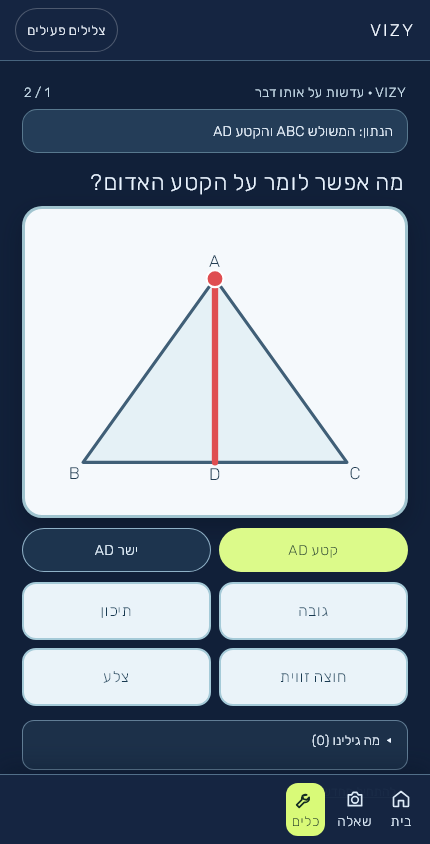 VIZY
צלילים פעילים
VIZY • עדשות על אותו דבר
2 / 1
הנתון: המשולש ABC והקטע AD
מה אפשר לומר על הקטע האדום?
A
B
D
C
קטע AD
ישר AD
גובה
תיכון
חוצה זווית
צלע
מה גילינו (0)
בית
שאלה
כלים